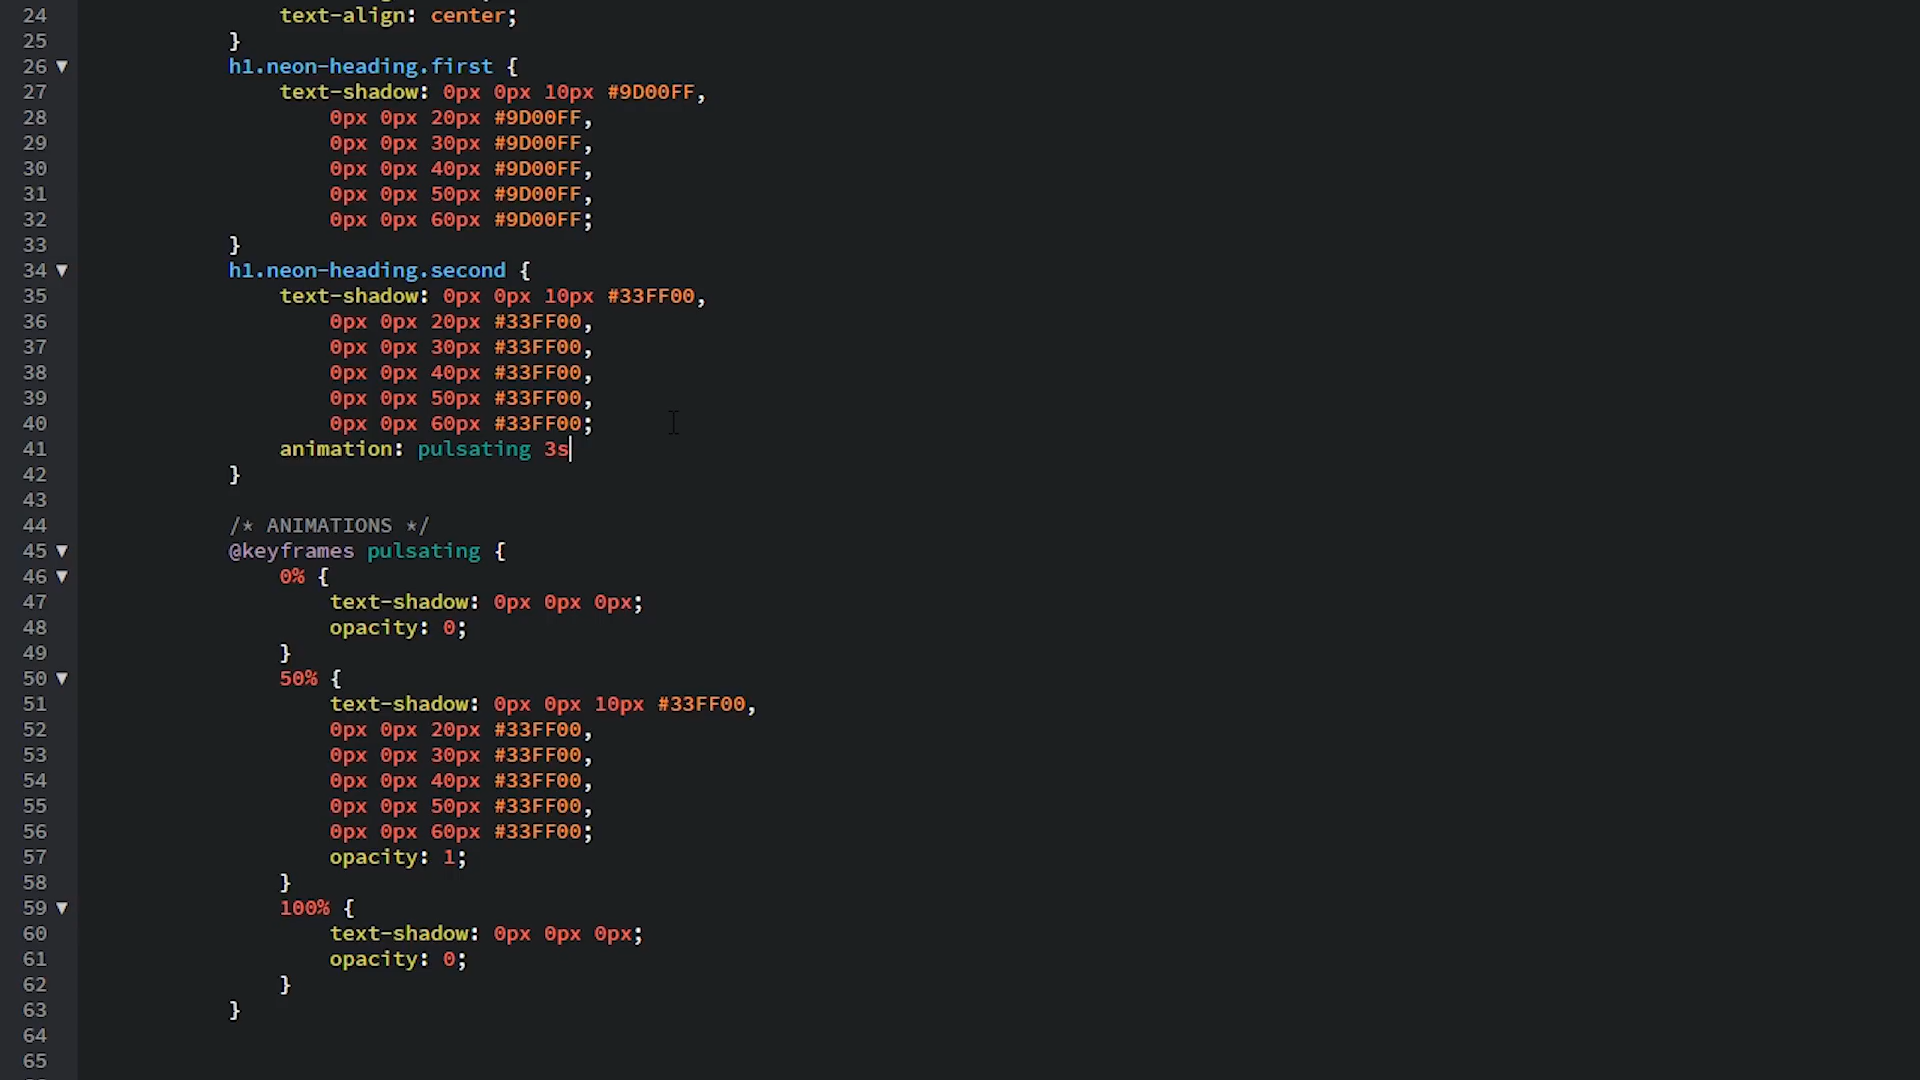 24 text-align: center;
25 }
26 ▼ h1.neon-heading.first {
27 text-shadow: 0px 0px 10px #9D00FF,
28 0px 0px 20px #9D00FF,
29 0px 0px 30px #9D00FF,
30 0px 0px 40px #9D00FF,
31 0px 0px 50px #9D00FF,
32 0px 0px 60px #9D00FF;
33 }
34 ▼ h1.neon-heading.second {
35 text-shadow: 0px 0px 10px #33FF00,
36 0px 0px 20px #33FF00,
37 0px 0px 30px #33FF00,
38 0px 0px 40px #33FF00,
39 0px 0px 50px #33FF00,
40 0px 0px 60px #33FF00;
41 animation: pulsating 3s
42 }
43
44 /* ANIMATIONS */
45 ▼ @keyframes pulsating {
46 ▼ 0% {
47 text-shadow: 0px 0px 0px;
48 opacity: 0;
49 }
50 ▼ 50% {
51 text-shadow: 0px 0px 10px #33FF00,
52 0px 0px 20px #33FF00,
53 0px 0px 30px #33FF00,
54 0px 0px 40px #33FF00,
55 0px 0px 50px #33FF00,
56 0px 0px 60px #33FF00;
57 opacity: 1;
58 }
59 ▼ 100% {
60 text-shadow: 0px 0px 0px;
61 opacity: 0;
62 }
63 }
64
65